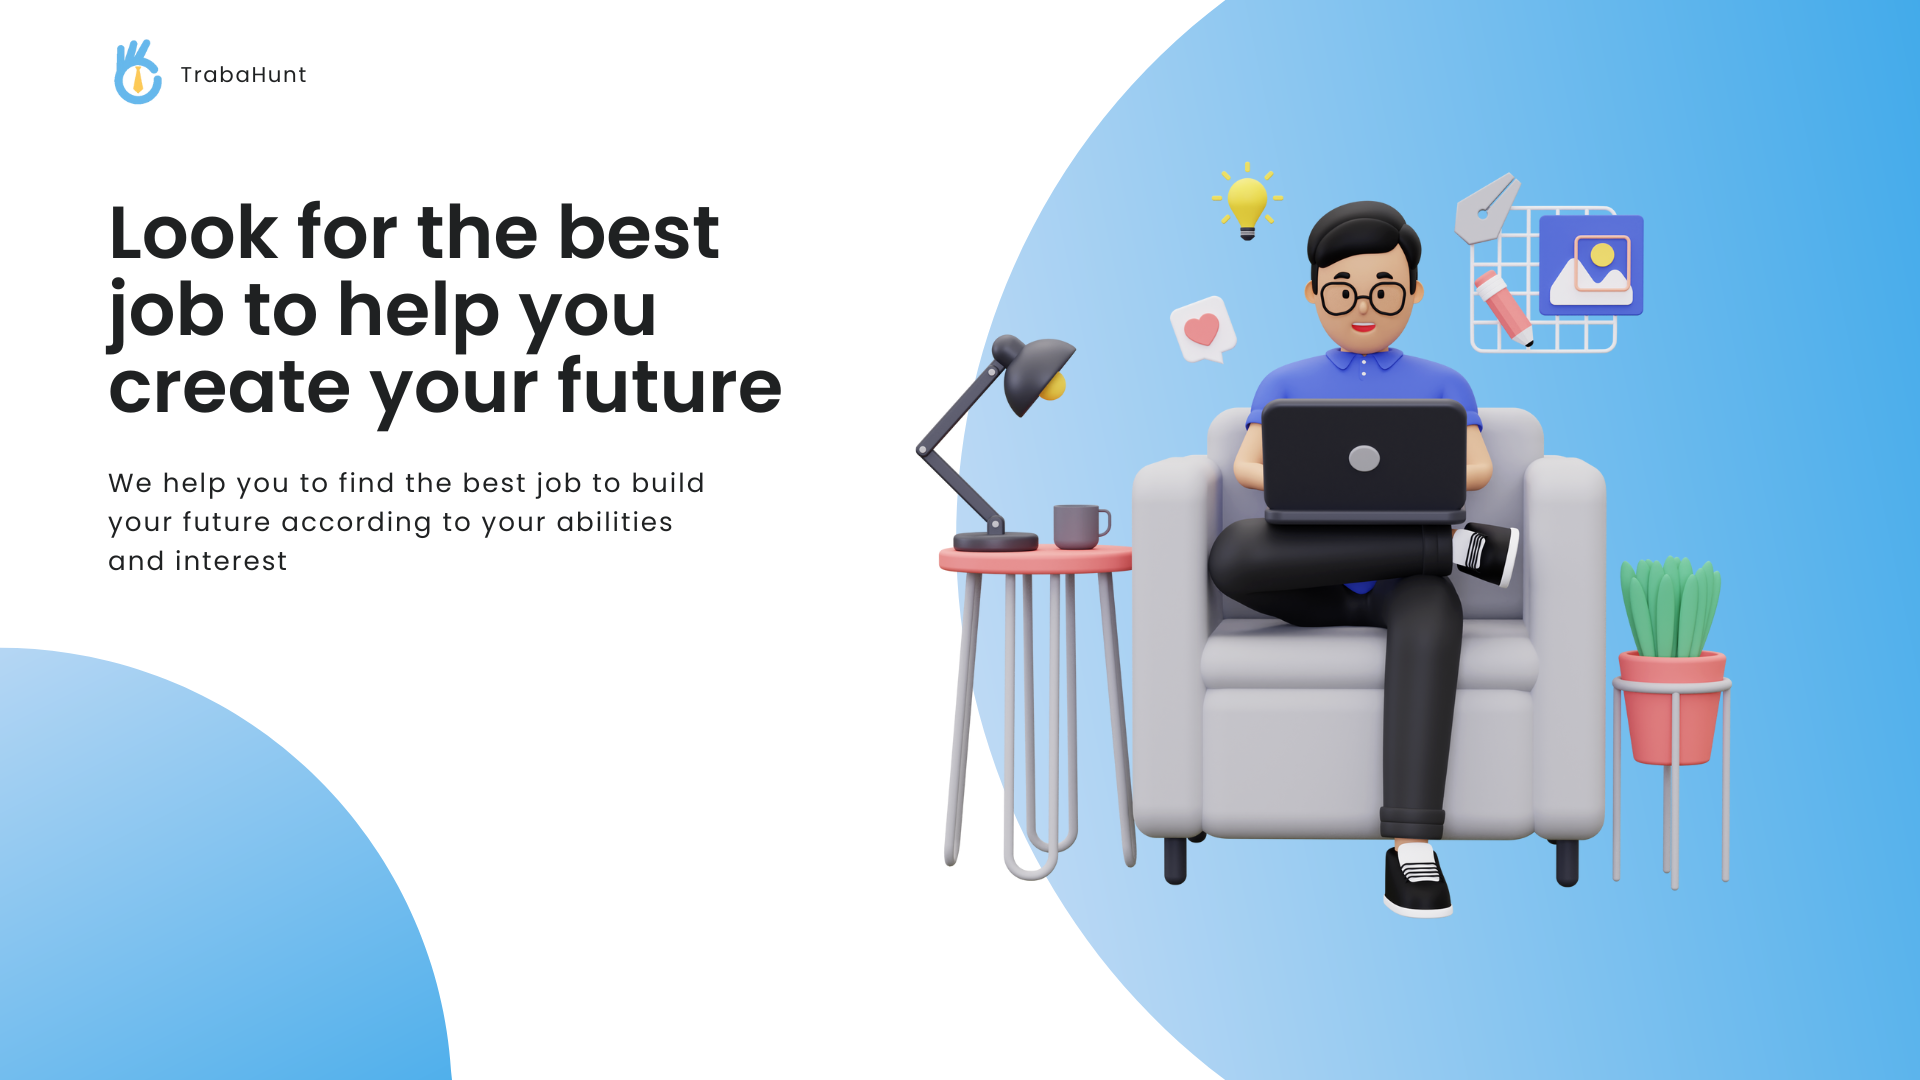 TrabaHunt
Look for the best
job to help you
create your future
We help you to find the best job to build
your future according to your abilities
and interest